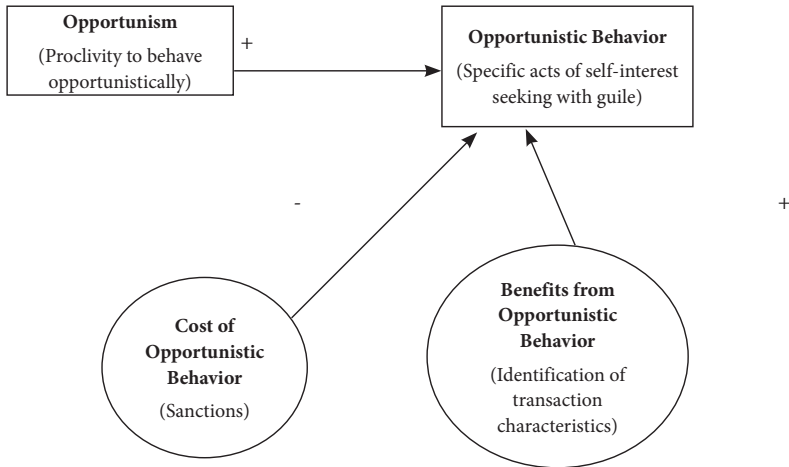 Opportunism
(Proclivity to behave
opportunistically)
+
Opportunistic Behavior
(Specific acts of self-interest
seeking with guile)
-
+
Cost of
Opportunistic
Behavior
(Sanctions)
Benefits from
Opportunistic
Behavior
(Identification of
transaction
characteristics)